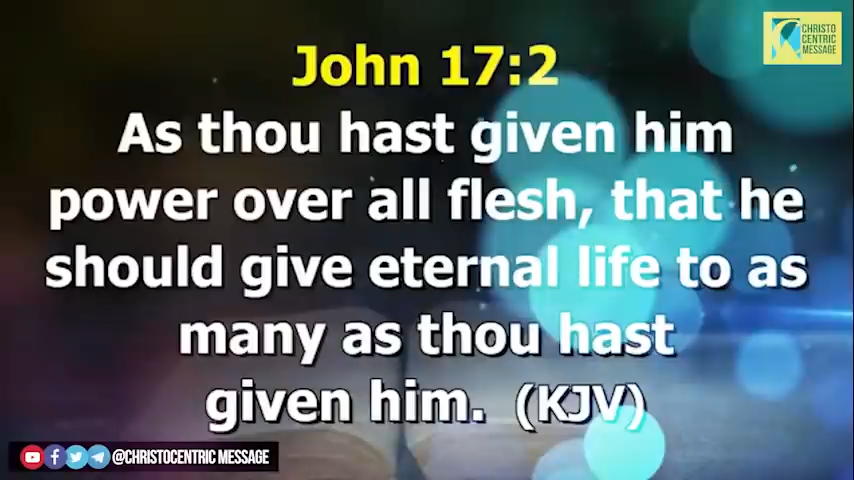 CHRISTO
CENTRIC
MESSAGE
John 17:2
As thou hast given him
power over all flesh, that he
should give eternal life to as
many as thou hast
given him. (KJV)
@CHRISTOCENTRIC MESSAGE